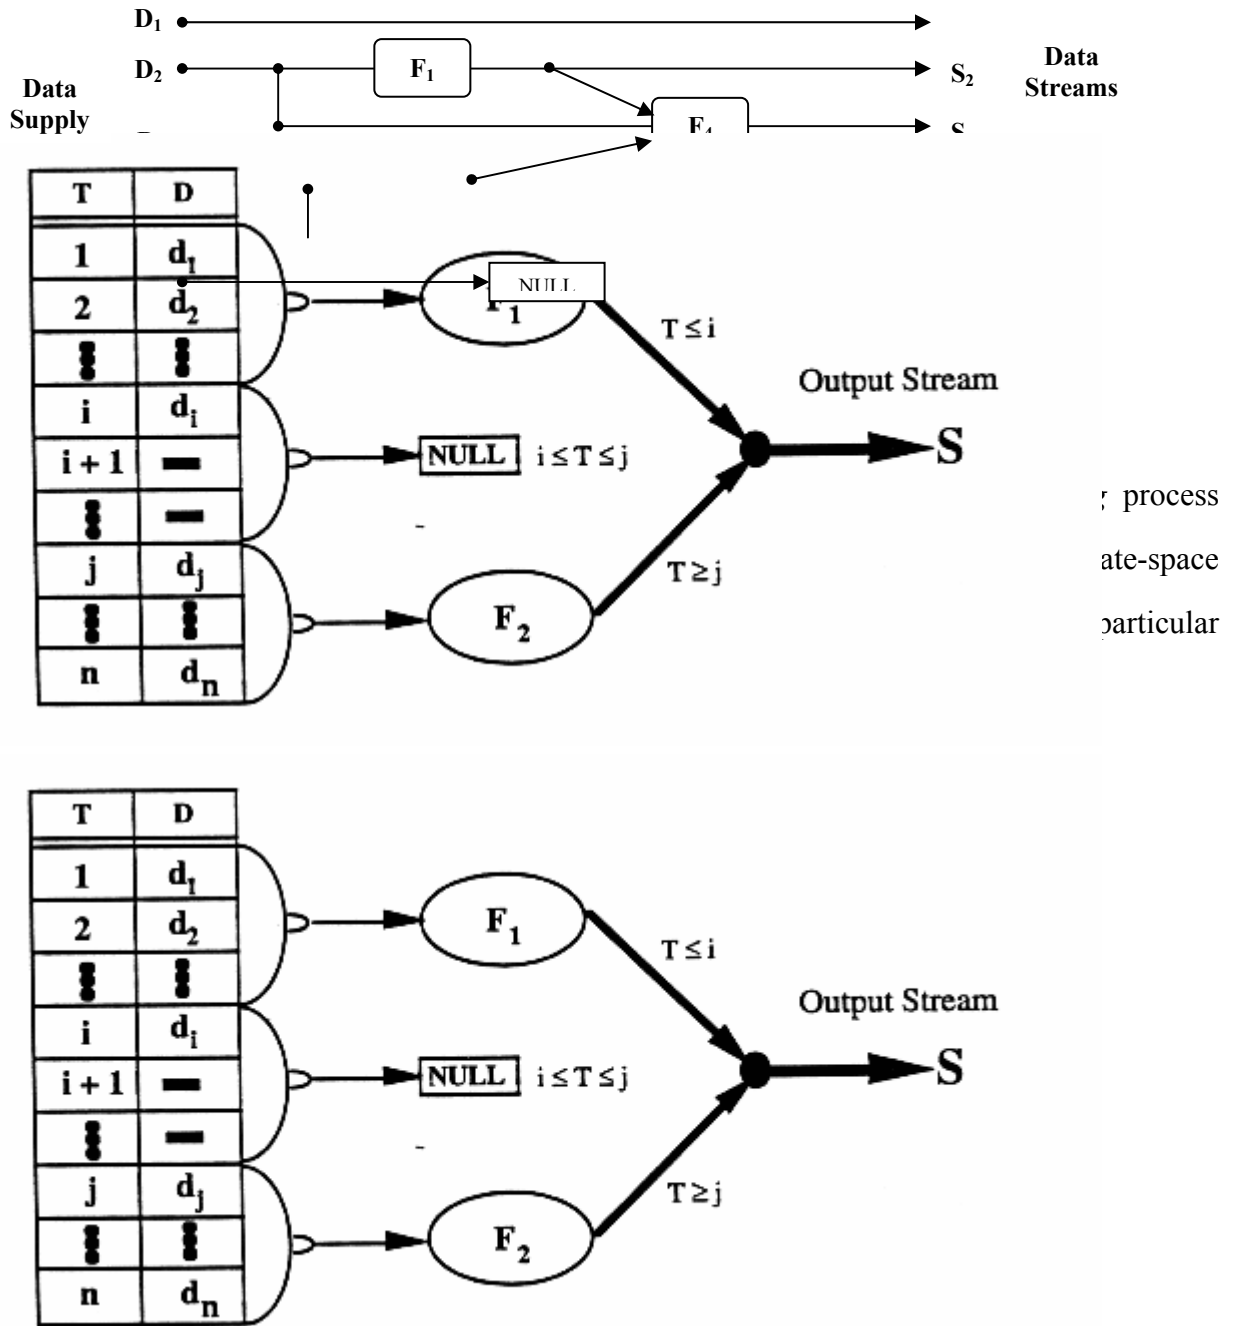 D1
D2 F1 Data
Data S2 Streams
Supply F4 S
T D
1 d1
2 d2 NULL F1
T ≤ i
Output Stream
i di
i + 1 NULL i ≤ T ≤ j S
process
j dj T ≥ j ate-space
F2 particular
n dn
T D
1 d1
2 d2 F1
T ≤ i
Output Stream
i di
i + 1 NULL i ≤ T ≤ j S
j dj T ≥ j
F2
n dn